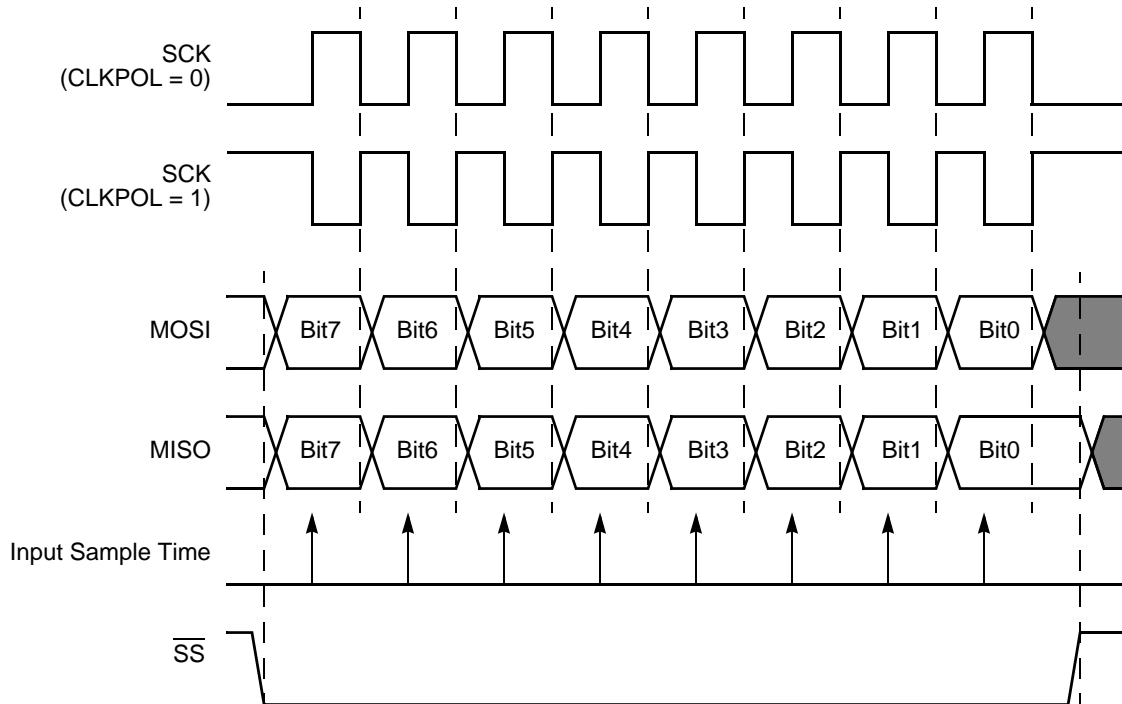 SCK
(CLKPOL = 0)
SCK
(CLKPOL = 1)
MOSI
Bit7 Bit6 Bit5 Bit4 Bit3 Bit2 Bit1 Bit0
MISO
Bit7 Bit6 Bit5 Bit4 Bit3 Bit2 Bit1 Bit0
Input Sample Time
SS